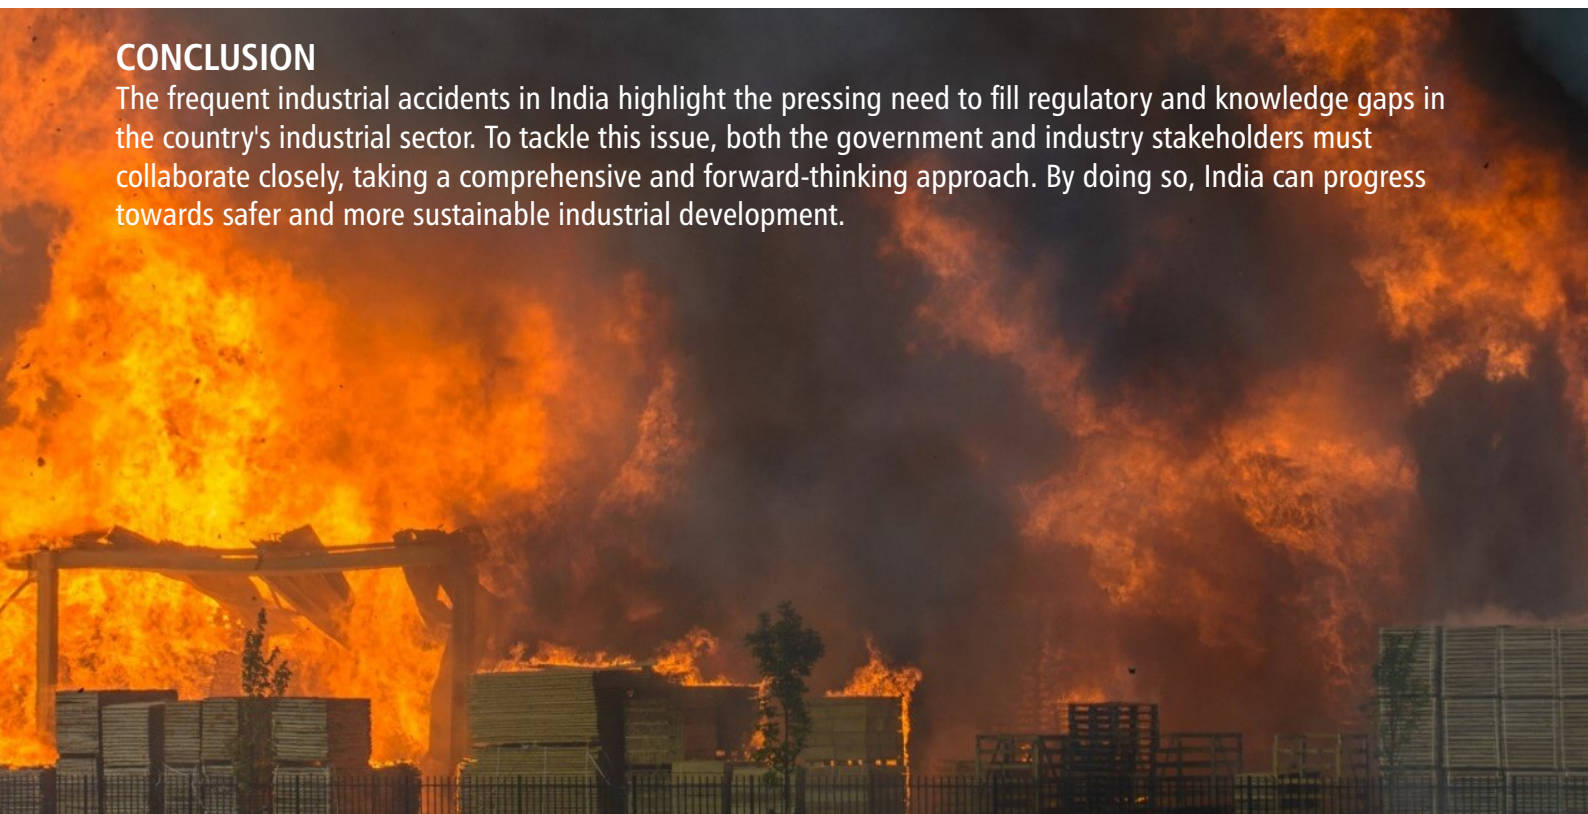 CONCLUSION
The frequent industrial accidents in India highlight the pressing need to fill regulatory and knowledge gaps in
the country's industrial sector. To tackle this issue, both the government and industry stakeholders must
collaborate closely, taking a comprehensive and forward-thinking approach. By doing so, India can progress
towards safer and more sustainable industrial development.